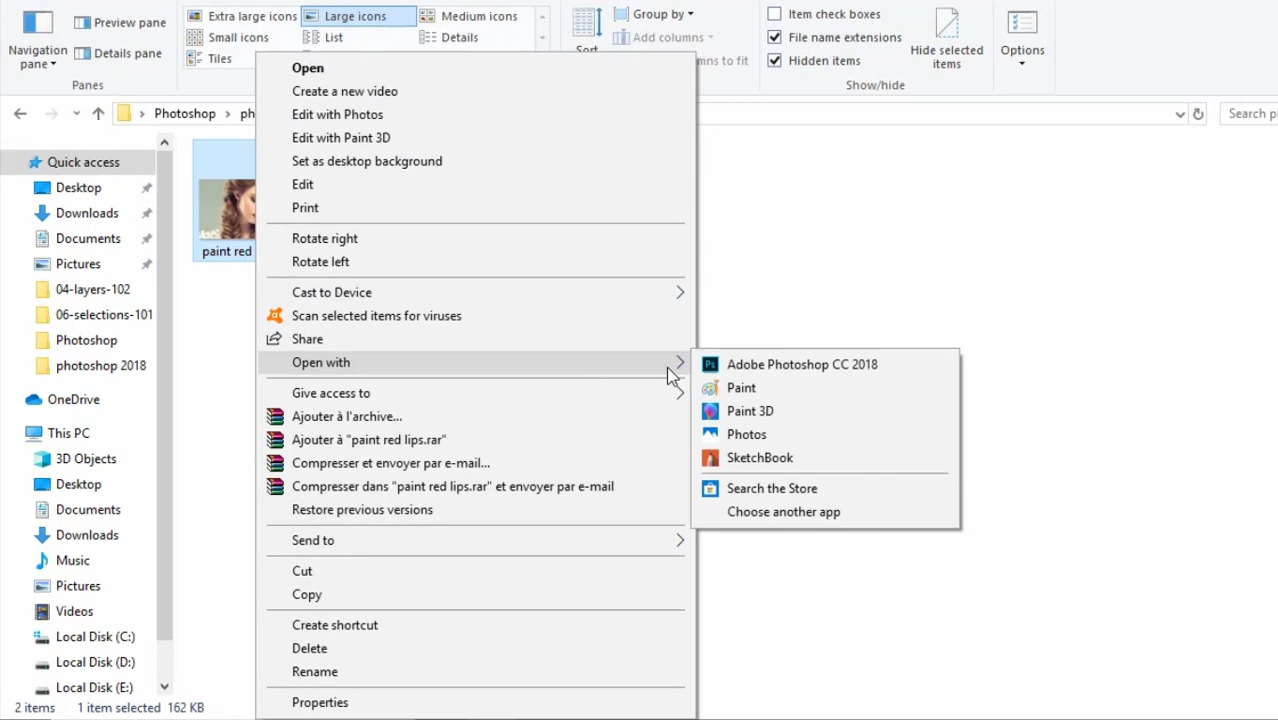 Navigation pane
Preview pane
Details pane
Panes
Extra large icons
Large icons
Medium icons
Small icons
List
Details
Tiles
Sort
Group by
Add columns
ns to fit
Item check boxes
File name extensions
Hidden items
Hide selected items
Show/hide
Options
Photoshop
ph
Search p
Quick access
Desktop
Downloads
Documents
Pictures
04-layers-102
06-selections-101
Photoshop
photoshop 2018
OneDrive
This PC
3D Objects
Desktop
Documents
Downloads
Music
Pictures
Videos
Local Disk (C:)
Local Disk (D:)
Local Disk (E:)
2 items
1 item selected 162 KB
paint red
Open
Create a new video
Edit with Photos
Edit with Paint 3D
Set as desktop background
Edit
Print
Rotate right
Rotate left
Cast to Device
Scan selected items for viruses
Share
Open with
Give access to
Ajouter à l'archive...
Ajouter à "paint red lips.rar"
Compresser et envoyer par e-mail...
Compresser dans "paint red lips.rar" et envoyer par e-mail
Restore previous versions
Send to
Cut
Copy
Create shortcut
Delete
Rename
Properties
Ps Adobe Photoshop CC 2018
Paint
Paint 3D
Photos
SketchBook
Search the Store
Choose another app